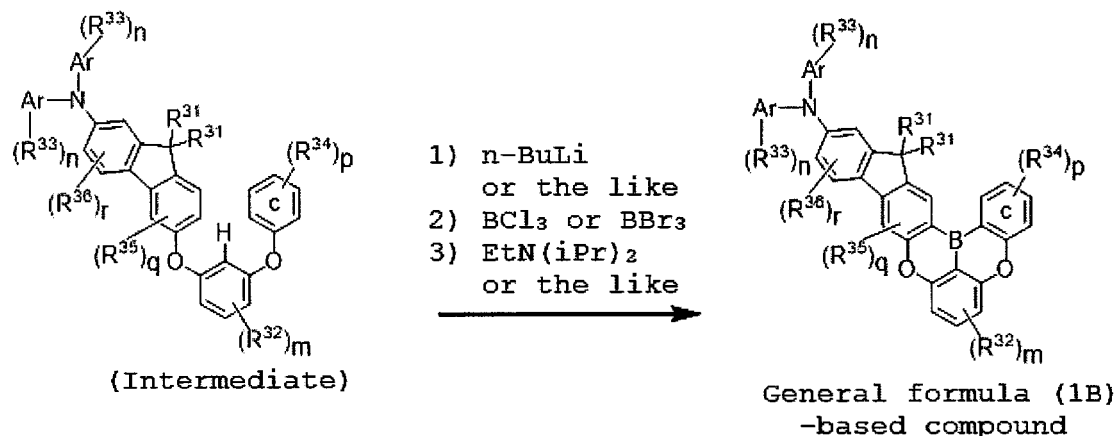 (R³³)n
Ar
Ar N
(R³³)n
R³¹
R³¹
(R³⁶)r
(R³⁵)q
(R³⁴)p
c
H
O
O
(R³²)m
(Intermediate)
1) n-BuLi
or the like
2) BCl₃ or BBr₃
3) EtN(iPr)₂
or the like
(R³³)n
Ar
Ar N
(R³³)n
R³¹
R³¹
(R³⁶)r
(R³⁵)q
(R³⁴)p
c
B
O
O
(R³²)m
General formula (1B)
-based compound